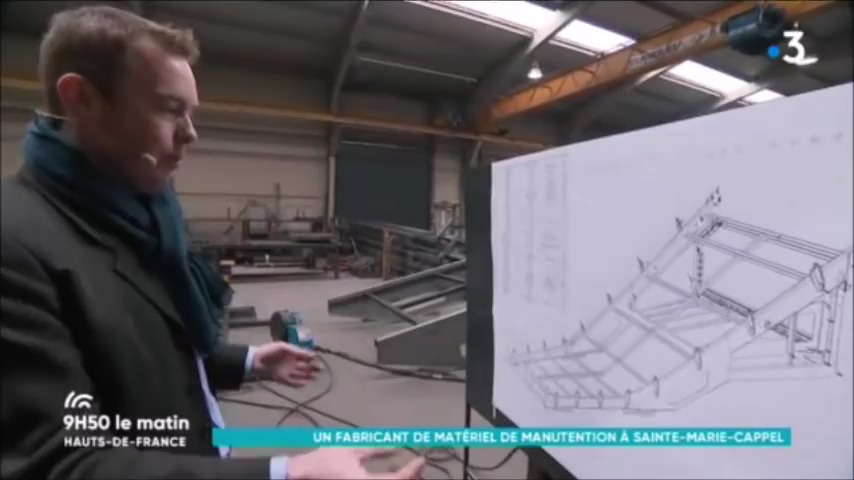 3
9H50 le matin
HAUTS-DE-FRANCE
UN FABRICANT DE MATÉRIEL DE MANUTENTION À SAINTE-MARIE-CAPPEL